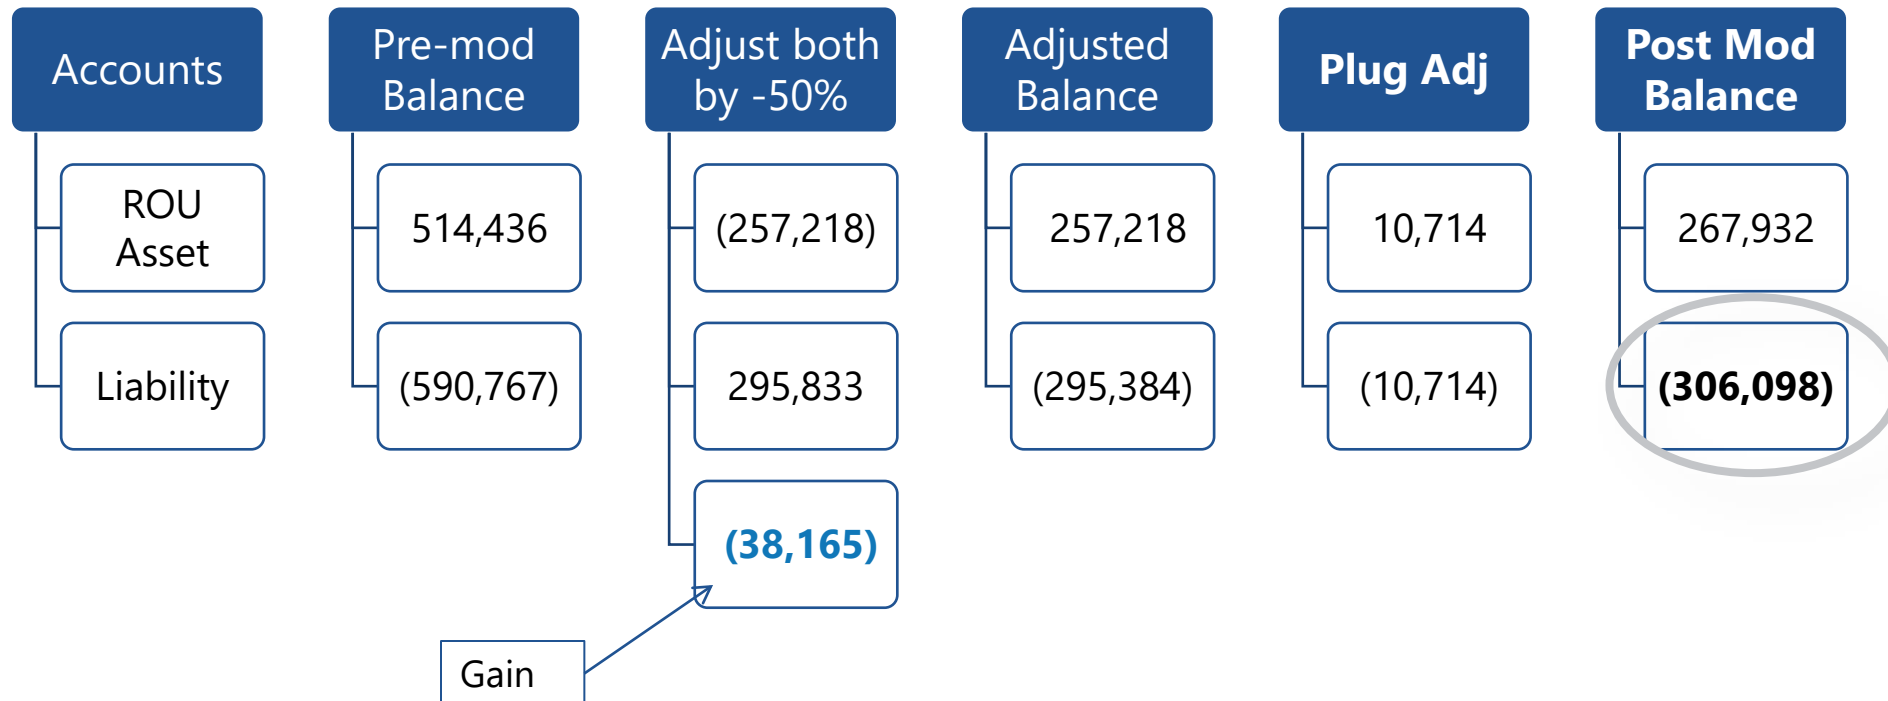 Accounts
ROU
Asset
Liability
Pre-mod
Balance
514,436
(590,767)
Adjust both
by -50%
(257,218)
295,833
(38,165)
Gain
Adjusted
Balance
257,218
(295,384)
Plug Adj
10,714
(10,714)
Post Mod
Balance
267,932
(306,098)